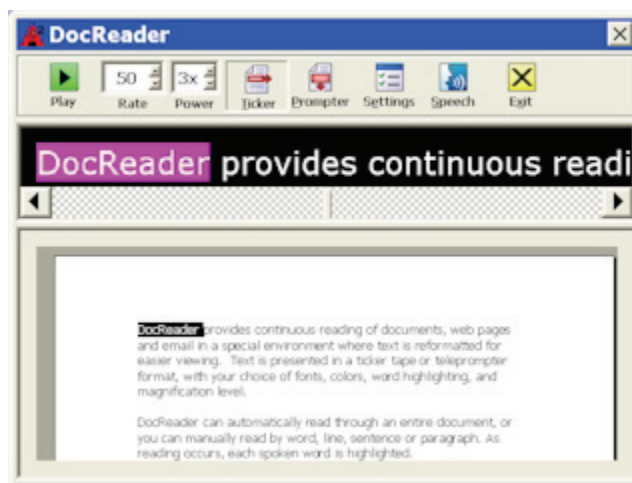 DocReader
50 3x
Play Rate Power Ticker Prompter Settings Speech Exit
DocReader provides continuous readi
DocReader provides continuous reading of documents, web pages
and email in a special environment where text is reformatted for
easier viewing. Text is presented in a ticker tape or teleprompter
format, with your choice of fonts, colors, word highlighting, and
magnification level.
DocReader can automatically read through an entire document, or
you can manually read by word, line, sentence or paragraph. As
reading occurs, each spoken word is highlighted.